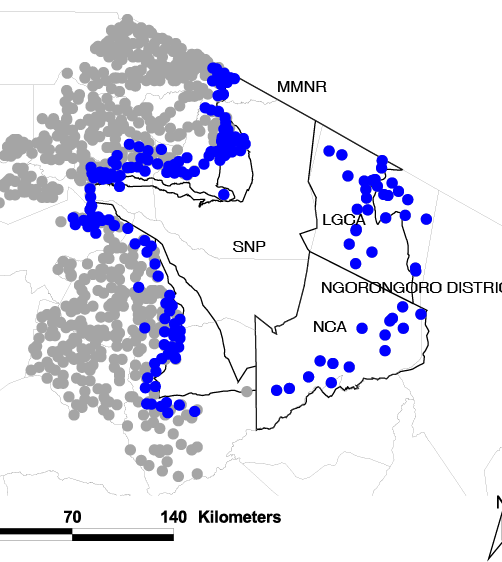 MMNR
LGCA
SNP
NGORONGORO DISTRIC
NCA
N
70 140 Kilometers